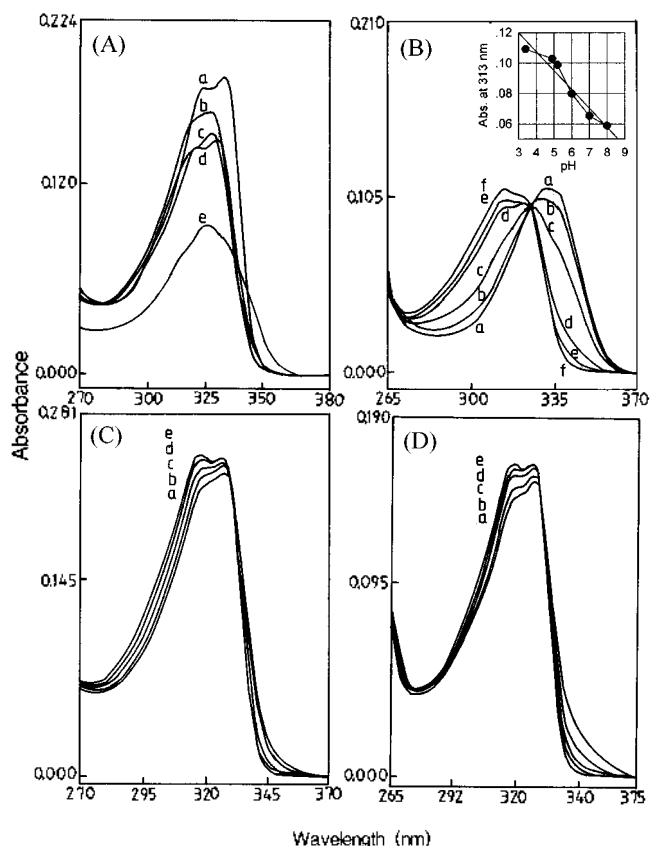 (A)
0.224
0.120
0.000
a
b
c
d
e
270 300 325 350 380
(B)
0.210
0.105
0.000
Abs. at 313 nm
.12
.10
.08
.06
3 4 5 6 7 8 9
pH
f
e
d
c
b
a
a
b
c
d
e
f
265 300 335 370
Absorbance
(C)
0.281
0.145
0.000
e
d
c
b
a
270 295 320 345 370
(D)
0.190
0.095
0.000
e
d
c
b
a
265 292 320 340 375
Wavelength (nm)